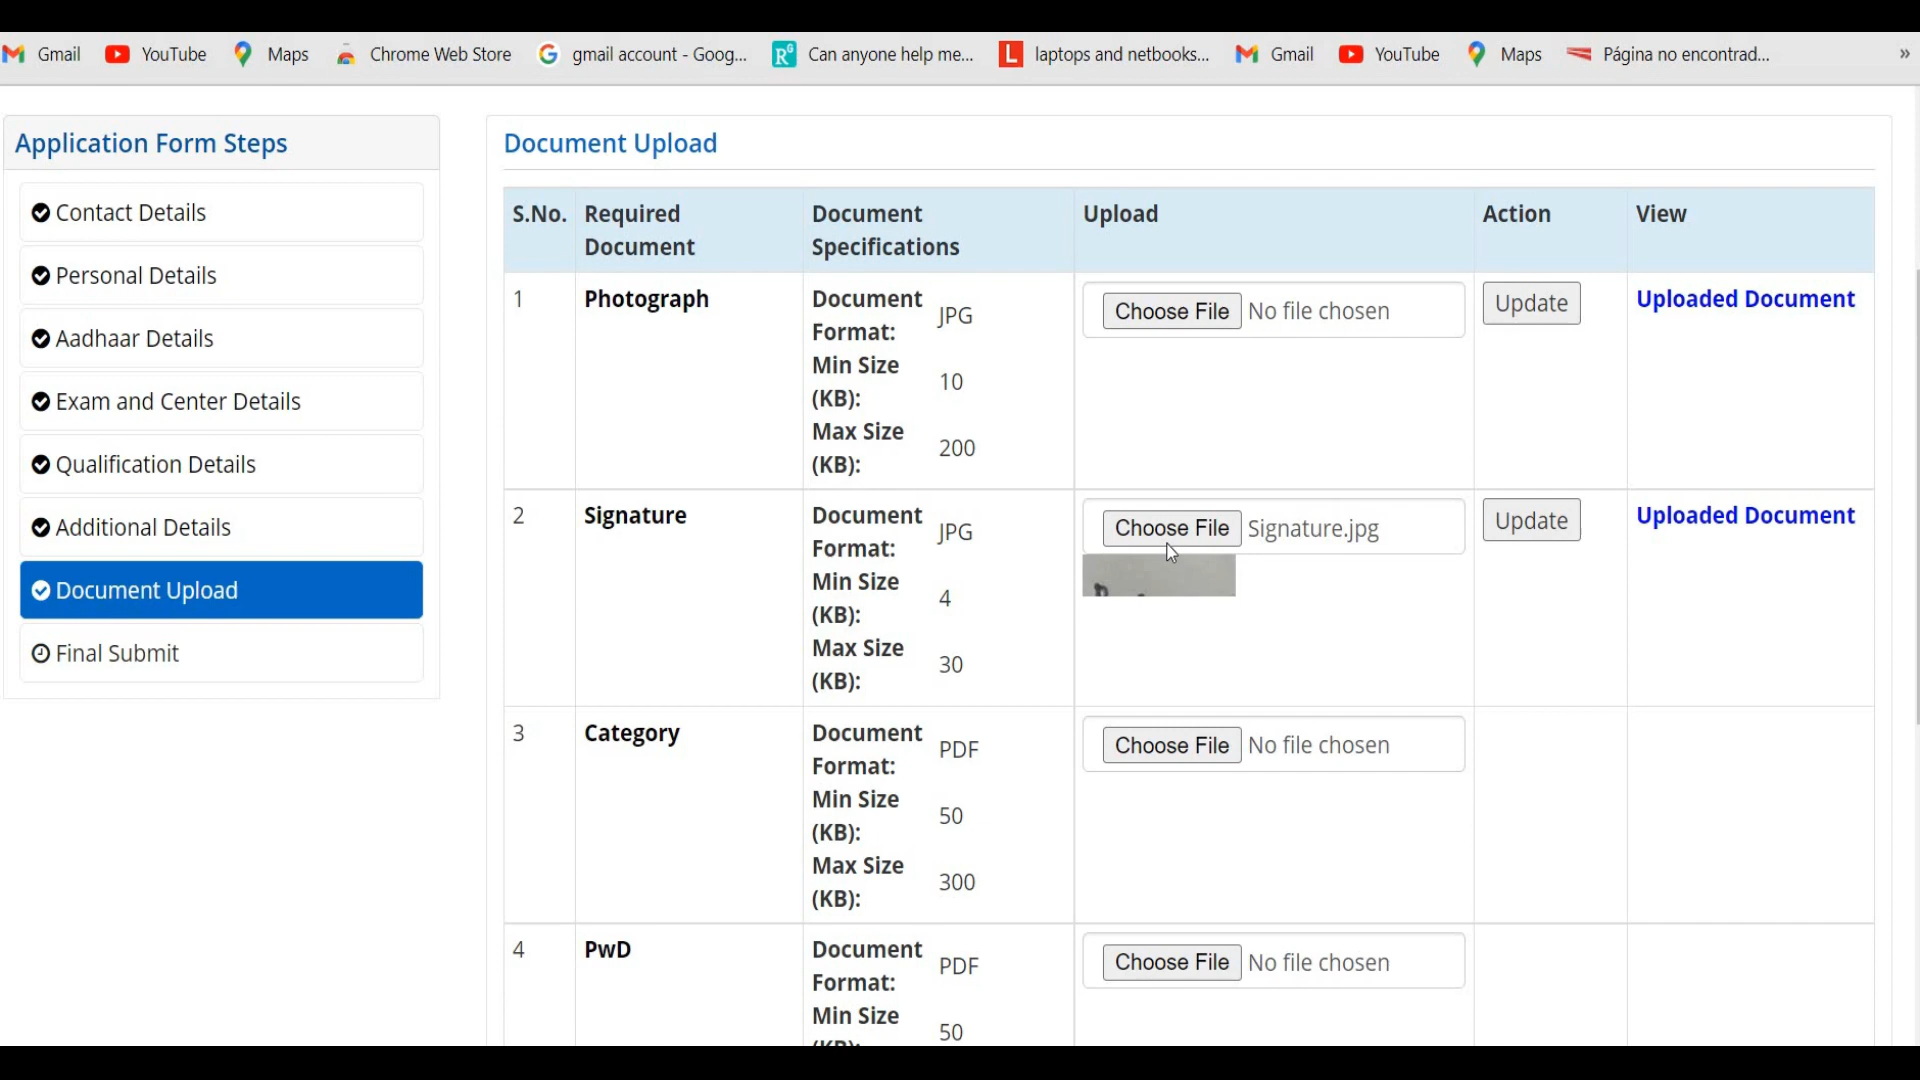 Gmail YouTube Maps Chrome Web Store gmail account - Goog... Can anyone help me... laptops and netbooks... Gmail YouTube Maps Página no encontrad... »
Application Form Steps
Contact Details
Personal Details
Aadhaar Details
Exam and Center Details
Qualification Details
Additional Details
Document Upload
Final Submit
Document Upload
S.No. Required Document Document Specifications Upload Action View
1 Photograph
Document Format: JPG
Min Size (KB): 10
Max Size (KB): 200
Choose File No file chosen
Update
Uploaded Document
2 Signature
Document Format: JPG
Min Size (KB): 4
Max Size (KB): 30
Choose File Signature.jpg
Update
Uploaded Document
3 Category
Document Format: PDF
Min Size (KB): 50
Max Size (KB): 300
Choose File No file chosen
4 PwD
Document Format: PDF
Min Size 50
Choose File No file chosen